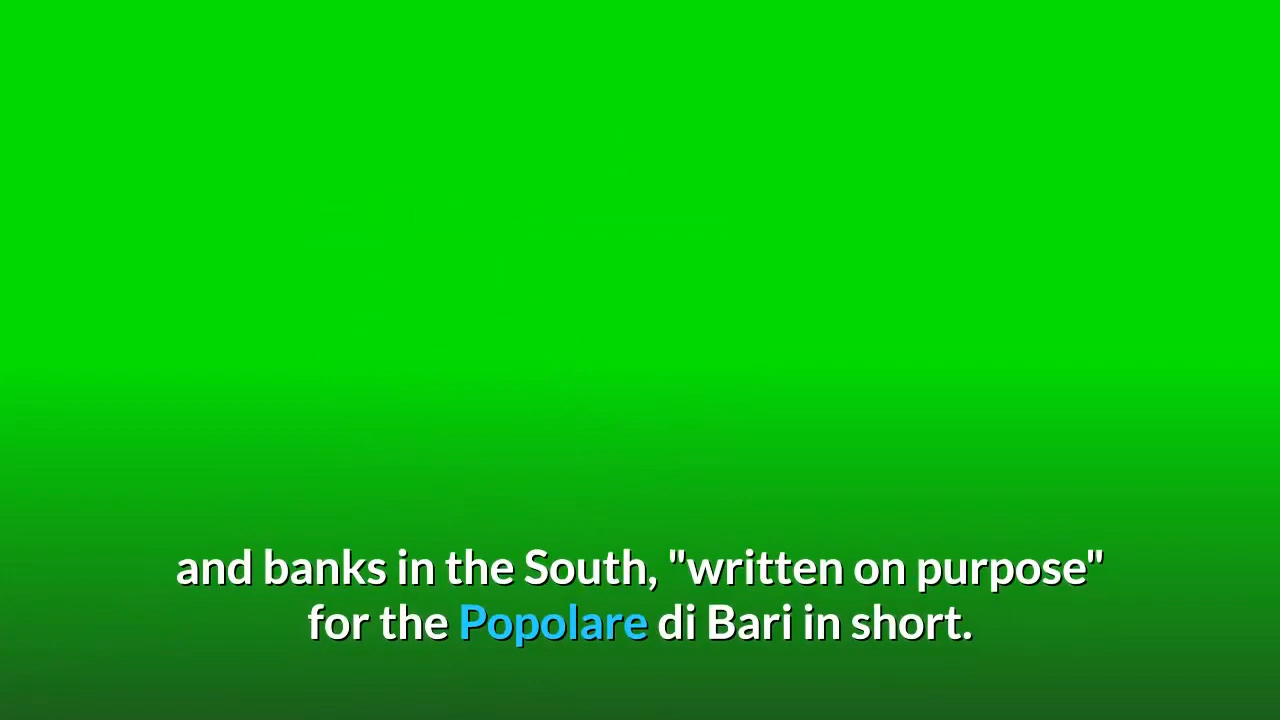 and banks in the South, "written on purpose"
for the Popolare di Bari in short.